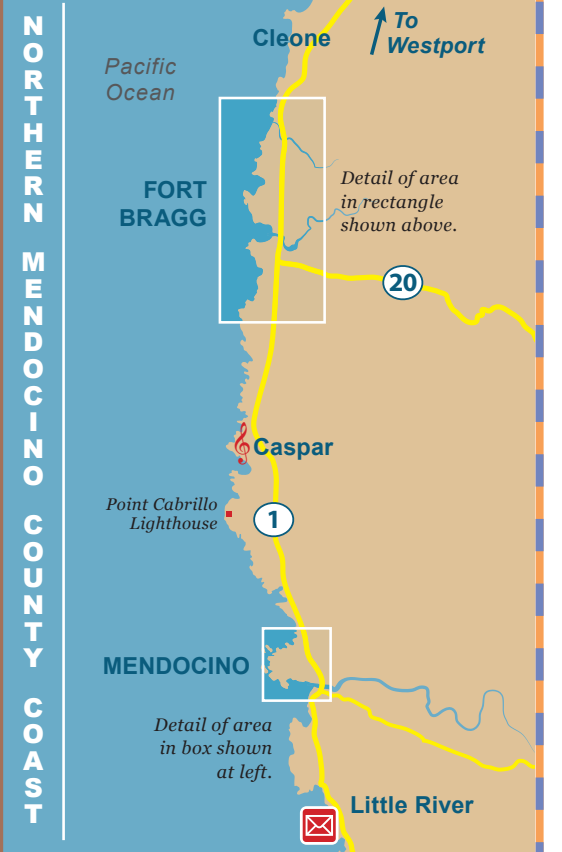 NORTHERN MENDOCINO COUNTY COAST
Cleone
To
Westport
Pacific
Ocean
FORT
BRAGG
Detail of area
in rectangle
shown above.
20
Caspar
Point Cabrillo
Lighthouse
1
MENDOCINO
Detail of area
in box shown
at left.
Little River